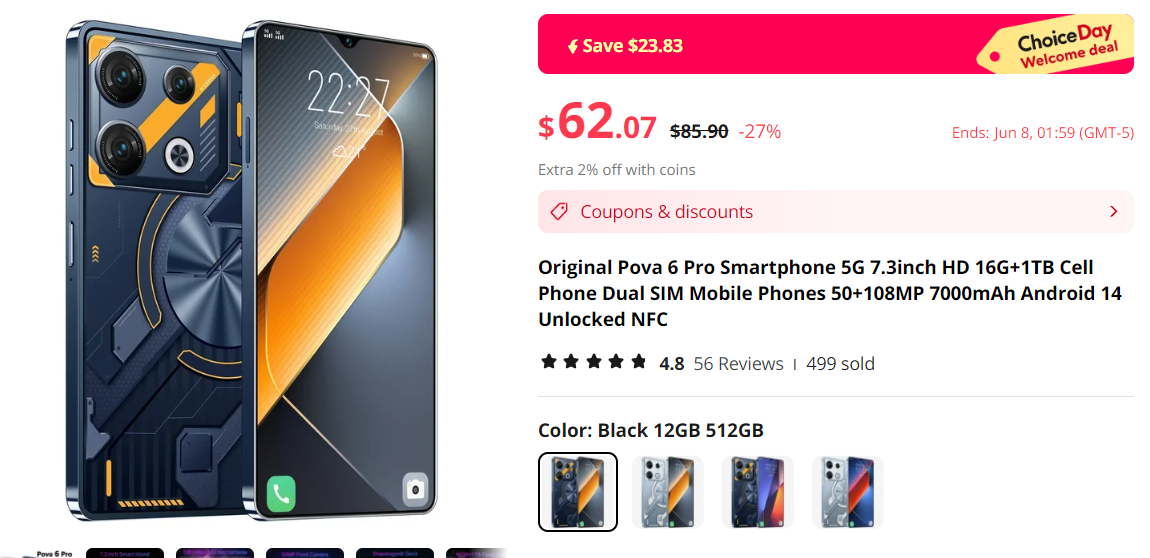 Save $23.83
ChoiceDay
Welcome deal
$62.07 $85.90 -27%
Ends: Jun 8, 01:59 (GMT-5)
Extra 2% off with coins
Coupons & discounts
Original Pova 6 Pro Smartphone 5G 7.3inch HD 16G+1TB Cell
Phone Dual SIM Mobile Phones 50+108MP 7000mAh Android 14
Unlocked NFC
4.8 56 Reviews | 499 sold
Color: Black 12GB 512GB
22:27
Pova 6 Pro